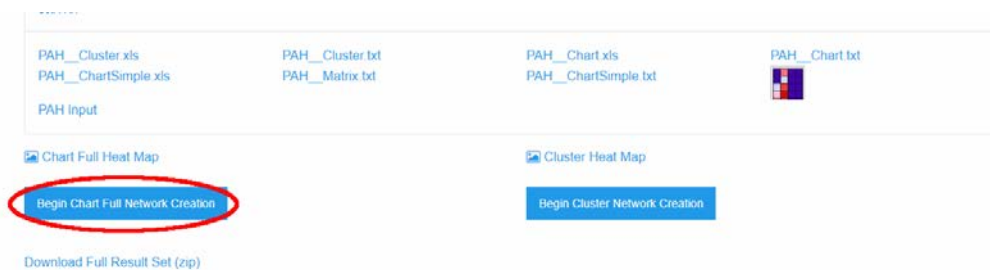 PAH__Cluster.xls PAH__Cluster.txt PAH__Chart.xls PAH__Chart.txt
PAH__ChartSimple.xls PAH__Matrix.txt PAH__ChartSimple.txt
PAH Input
Chart Full Heat Map Cluster Heat Map
Begin Chart Full Network Creation Begin Cluster Network Creation
Download Full Result Set (zip)